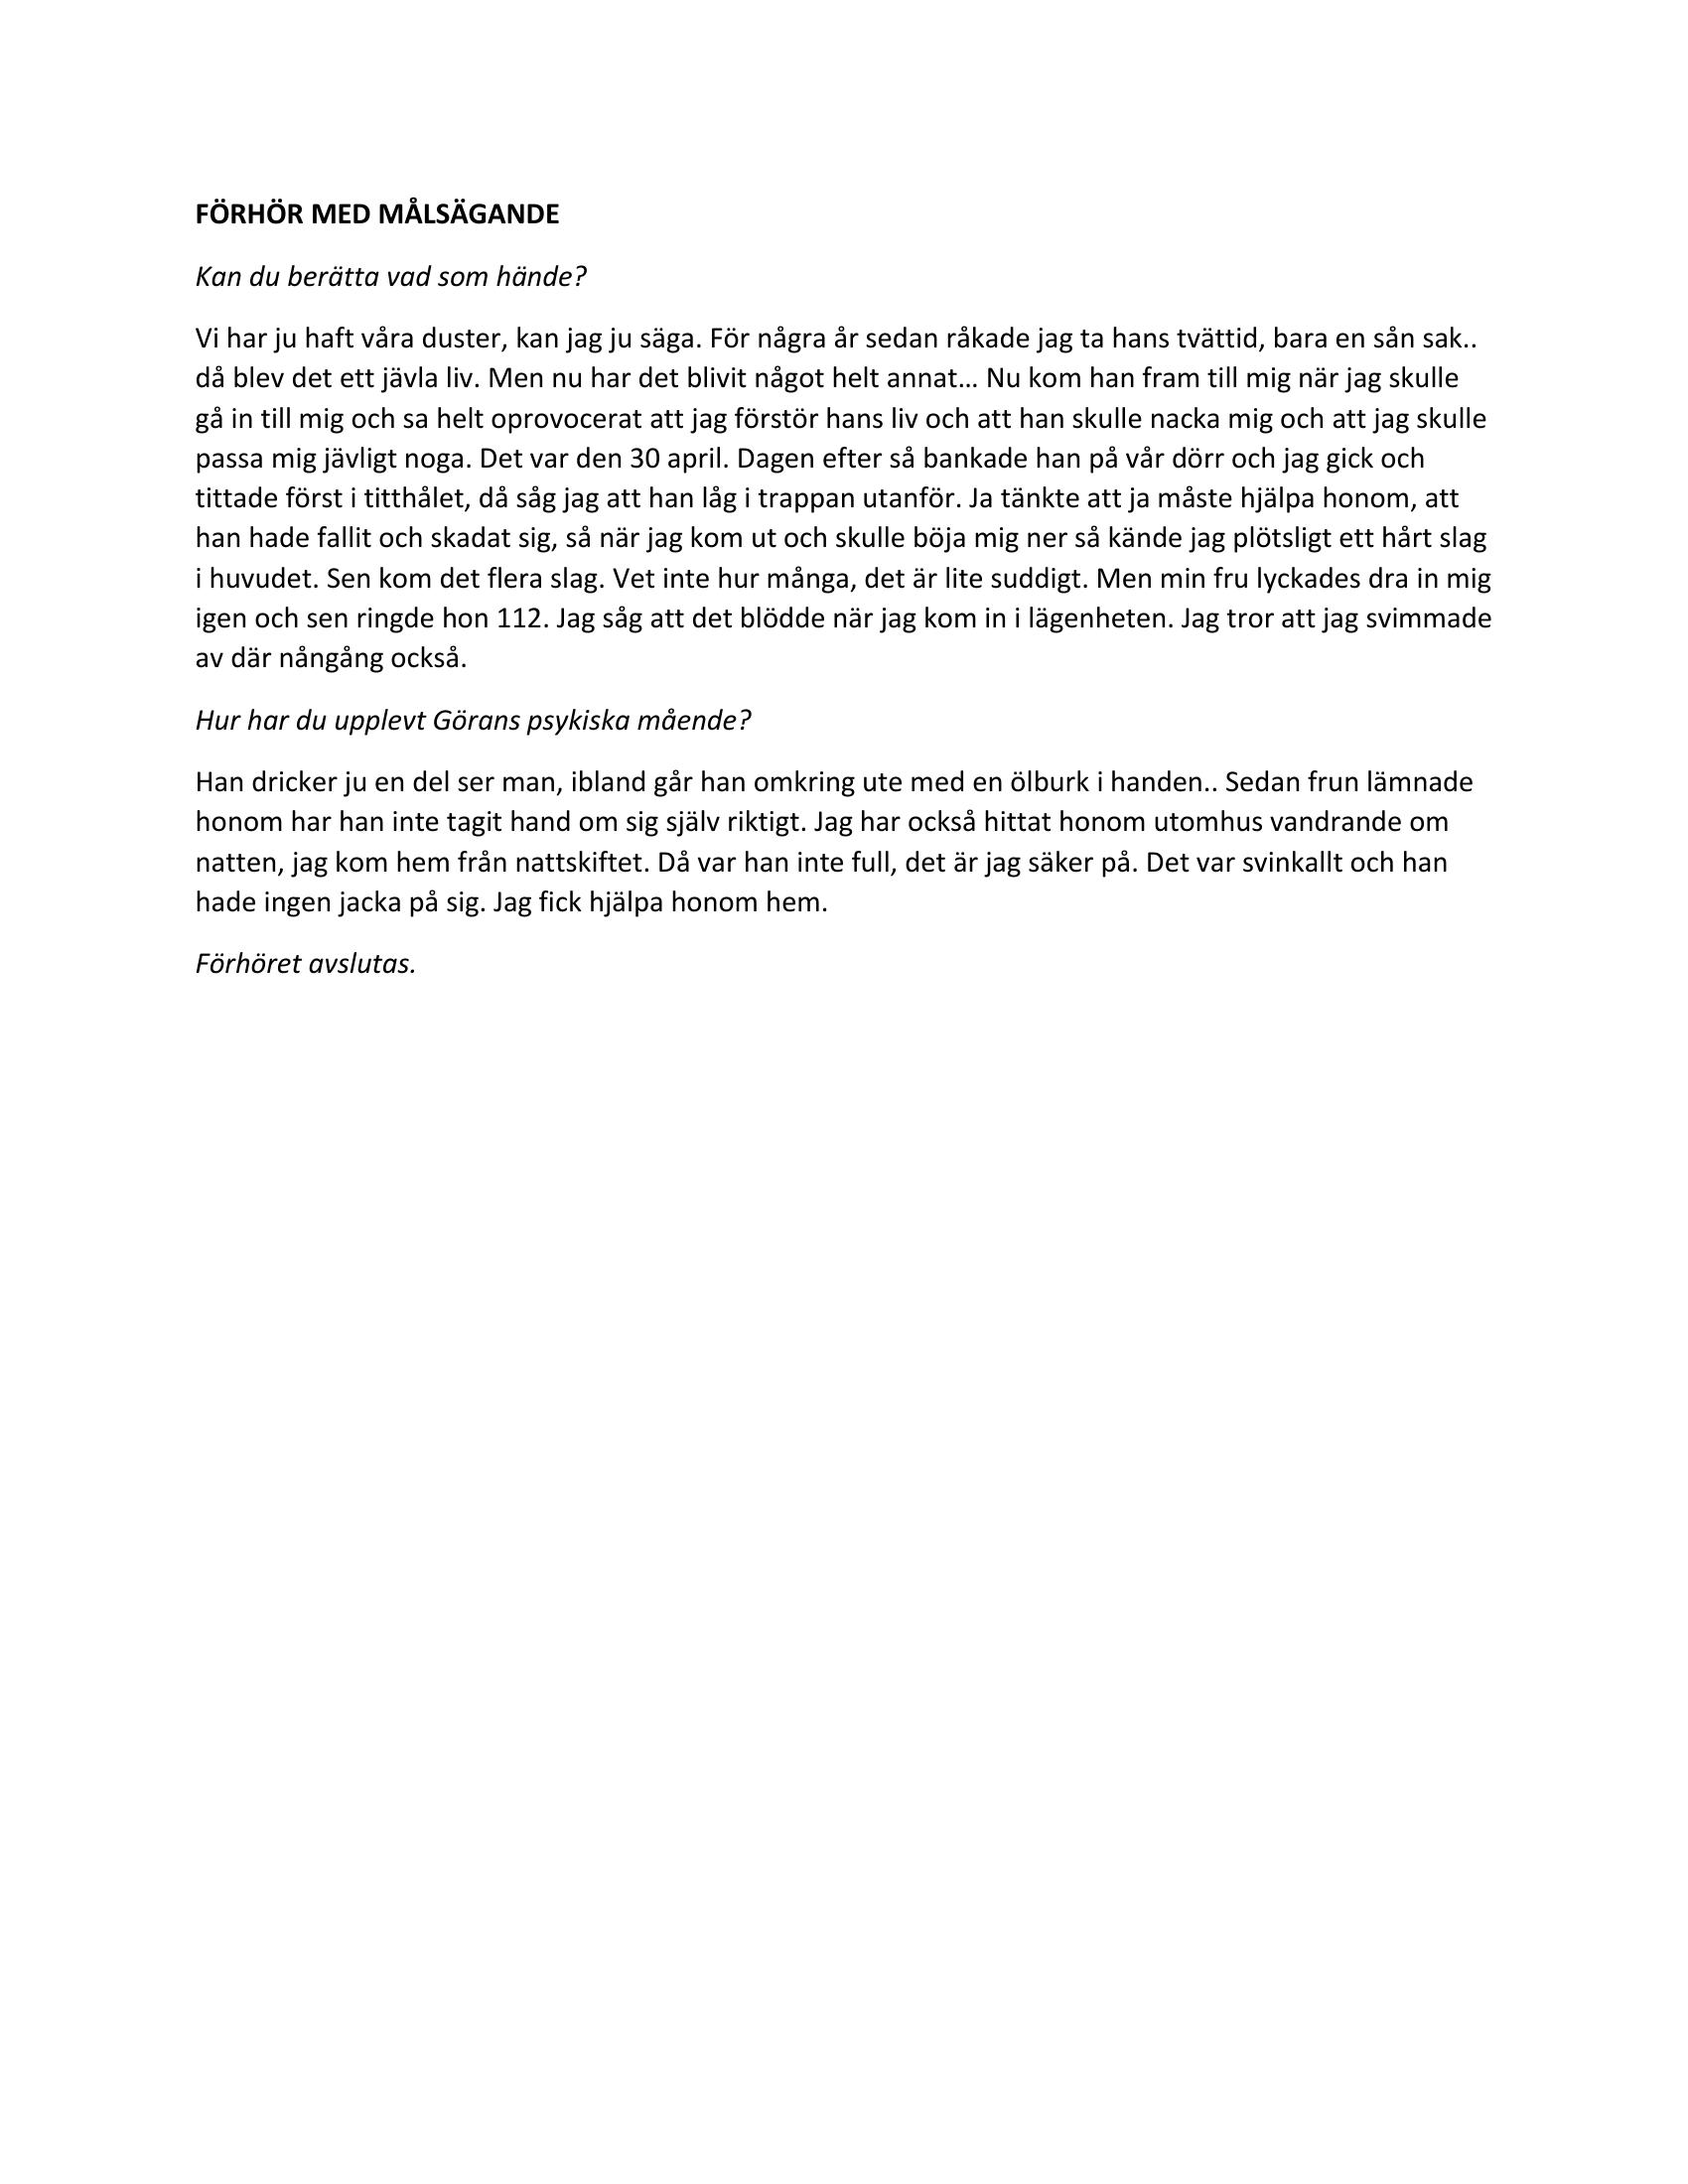 FÖRHÖR MED MÅLSÄGANDE
Kan du berätta vad som hände?
Vi har ju haft våra duster, kan jag ju säga. För några år sedan råkade jag ta hans tvättid, bara en sån sak..
då blev det ett jävla liv. Men nu har det blivit något helt annat… Nu kom han fram till mig när jag skulle
gå in till mig och sa helt oprovocerat att jag förstör hans liv och att han skulle nacka mig och att jag skulle
passa mig jävligt noga. Det var den 30 april. Dagen efter så bankade han på vår dörr och jag gick och
tittade först i titthålet, då såg jag att han låg i trappan utanför. Ja tänkte att ja måste hjälpa honom, att
han hade fallit och skadat sig, så när jag kom ut och skulle böja mig ner så kände jag plötsligt ett hårt slag
i huvudet. Sen kom det flera slag. Vet inte hur många, det är lite suddigt. Men min fru lyckades dra in mig
igen och sen ringde hon 112. Jag såg att det blödde när jag kom in i lägenheten. Jag tror att jag svimmade
av där nångång också.
Hur har du upplevt Görans psykiska mående?
Han dricker ju en del ser man, ibland går han omkring ute med en ölburk i handen.. Sedan frun lämnade
honom har han inte tagit hand om sig själv riktigt. Jag har också hittat honom utomhus vandrande om
natten, jag kom hem från nattskiftet. Då var han inte full, det är jag säker på. Det var svinkallt och han
hade ingen jacka på sig. Jag fick hjälpa honom hem.
Förhöret avslutas.